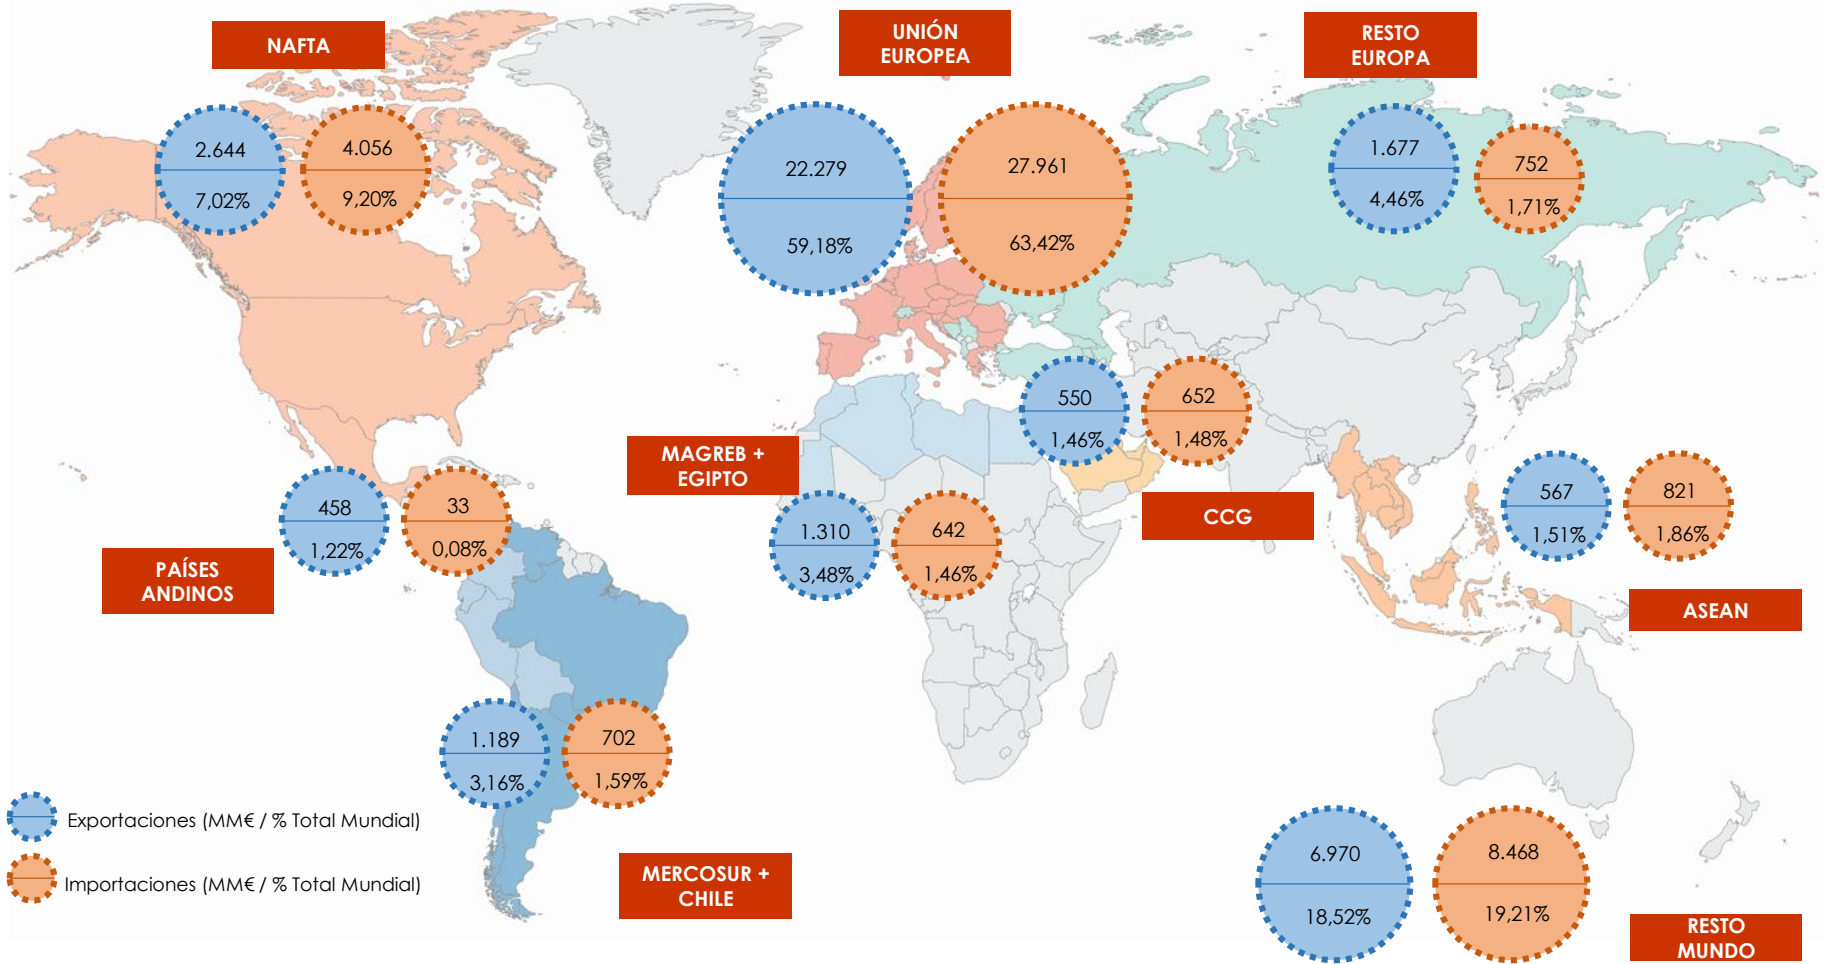 NAFTA
2.644
7,02%
4.056
9,20%
UNIÓN
EUROPEA
22.279
59,18%
27.961
63,42%
RESTO
EUROPA
1.677
4,46%
752
1,71%
550
1,46%
652
1,48%
CCG
MAGREB +
EGIPTO
1.310
3,48%
642
1,46%
458
1,22%
33
0,08%
PAÍSES
ANDINOS
567
1,51%
821
1,86%
ASEAN
1.189
3,16%
702
1,59%
MERCOSUR +
CHILE
Exportaciones (MM€ / % Total Mundial)
Importaciones (MM€ / % Total Mundial)
6.970
18,52%
8.468
19,21%
RESTO
MUNDO